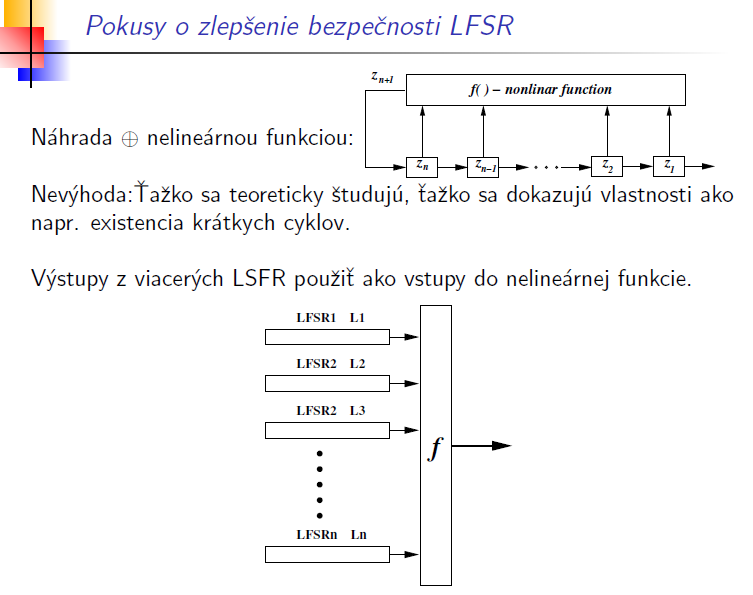 Pokusy o zlepšenie bezpečnosti LFSR
z_{n+1}
f( ) – nonlinar function
Náhrada ⊕ nelineárnou funkciou:
z_n z_{n-1} . . . z_2 z_1
Nevýhoda:Ťažko sa teoreticky študujú, ťažko sa dokazujú vlastnosti ako
napr. existencia krátkych cyklov.
Výstupy z viacerých LSFR použiť ako vstupy do nelineárnej funkcie.
LFSR1 L1
LFSR2 L2
LFSR2 L3
f
LFSRn Ln